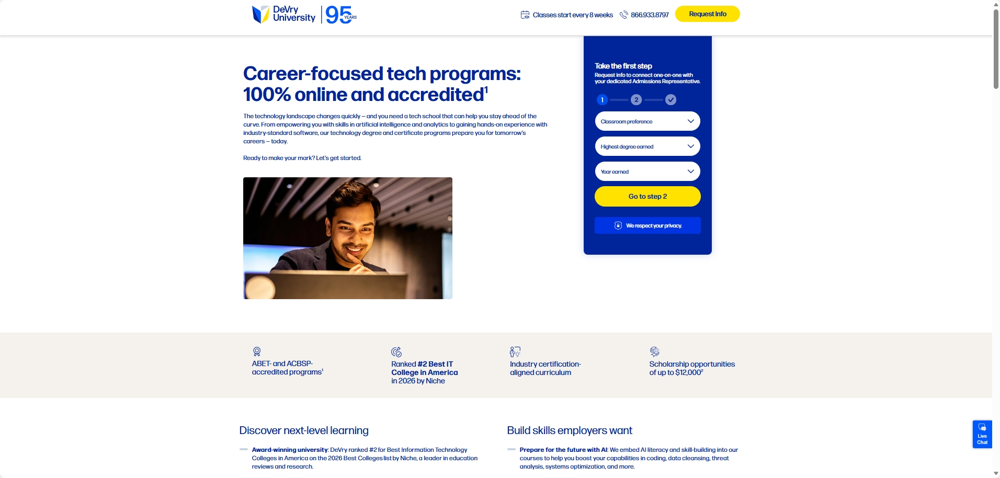 DeVry
University
95
YEARS
Classes start every 8 weeks
866.933.8797
Request Info
Career-focused tech programs:
100% online and accredited¹
The technology landscape changes quickly — and you need a tech school that can help you stay ahead of the
curve. From empowering you with skills in artificial intelligence and analytics to gaining hands-on experience with
industry-standard software, our technology degree and certificate programs prepare you for tomorrow's
careers — today.
Ready to make your mark? Let's get started.
Take the first step
Request info to connect one-on-one with
your dedicated Admissions Representative.
1
2
Classroom preference
Highest degree earned
Year earned
Go to step 2
We respect your privacy.
ABET- and ACBSP-
accredited programs¹
Ranked #2 Best IT
College in America
in 2026 by Niche
Industry certification-
aligned curriculum
Scholarship opportunities
of up to $12,000²
Discover next-level learning
Award-winning university: DeVry ranked #2 for Best Information Technology
Colleges in America on the 2026 Best Colleges list by Niche, a leader in education
reviews and research.
Build skills employers want
Prepare for the future with AI: We embed AI literacy and skill-building into our
courses to help you boost your capabilities in coding, data cleansing, threat
analysis, systems optimization, and more.
Live
Chat